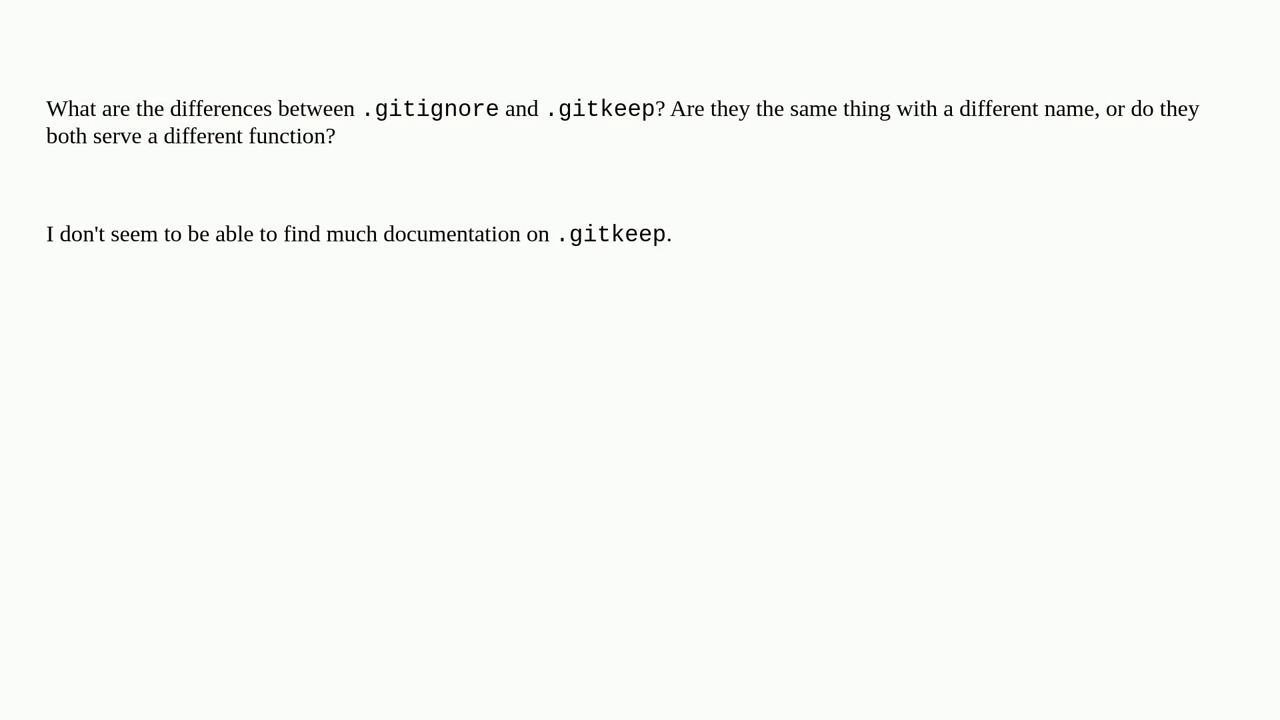 What are the differences between .gitignore and .gitkeep? Are they the same thing with a different name, or do they
both serve a different function?
I don't seem to be able to find much documentation on .gitkeep.